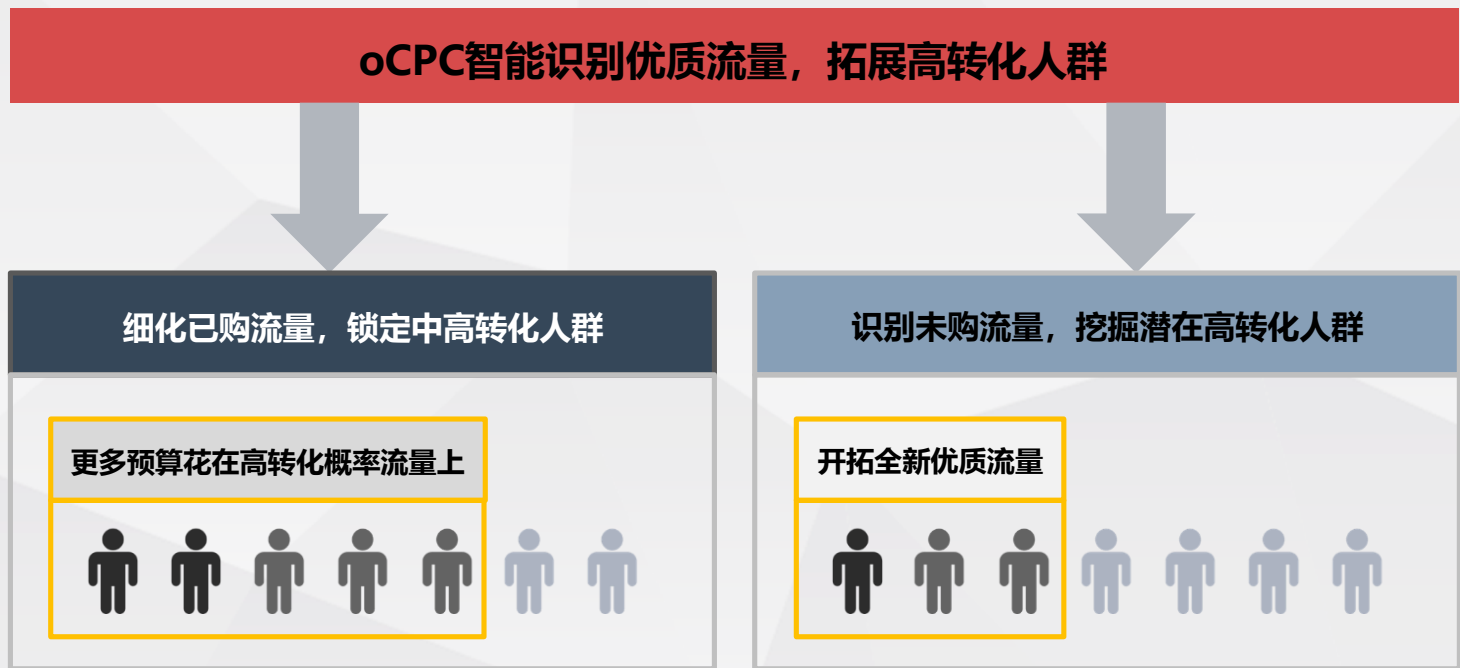 oCPC智能识别优质流量，拓展高转化人群
细化已购流量，锁定中高转化人群
更多预算花在高转化概率流量上
识别未购流量，挖掘潜在高转化人群
开拓全新优质流量